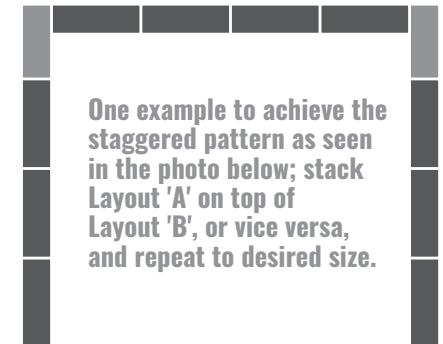 One example to achieve the
staggered pattern as seen
in the photo below; stack
Layout 'A' on top of
Layout 'B', or vice versa,
and repeat to desired size.